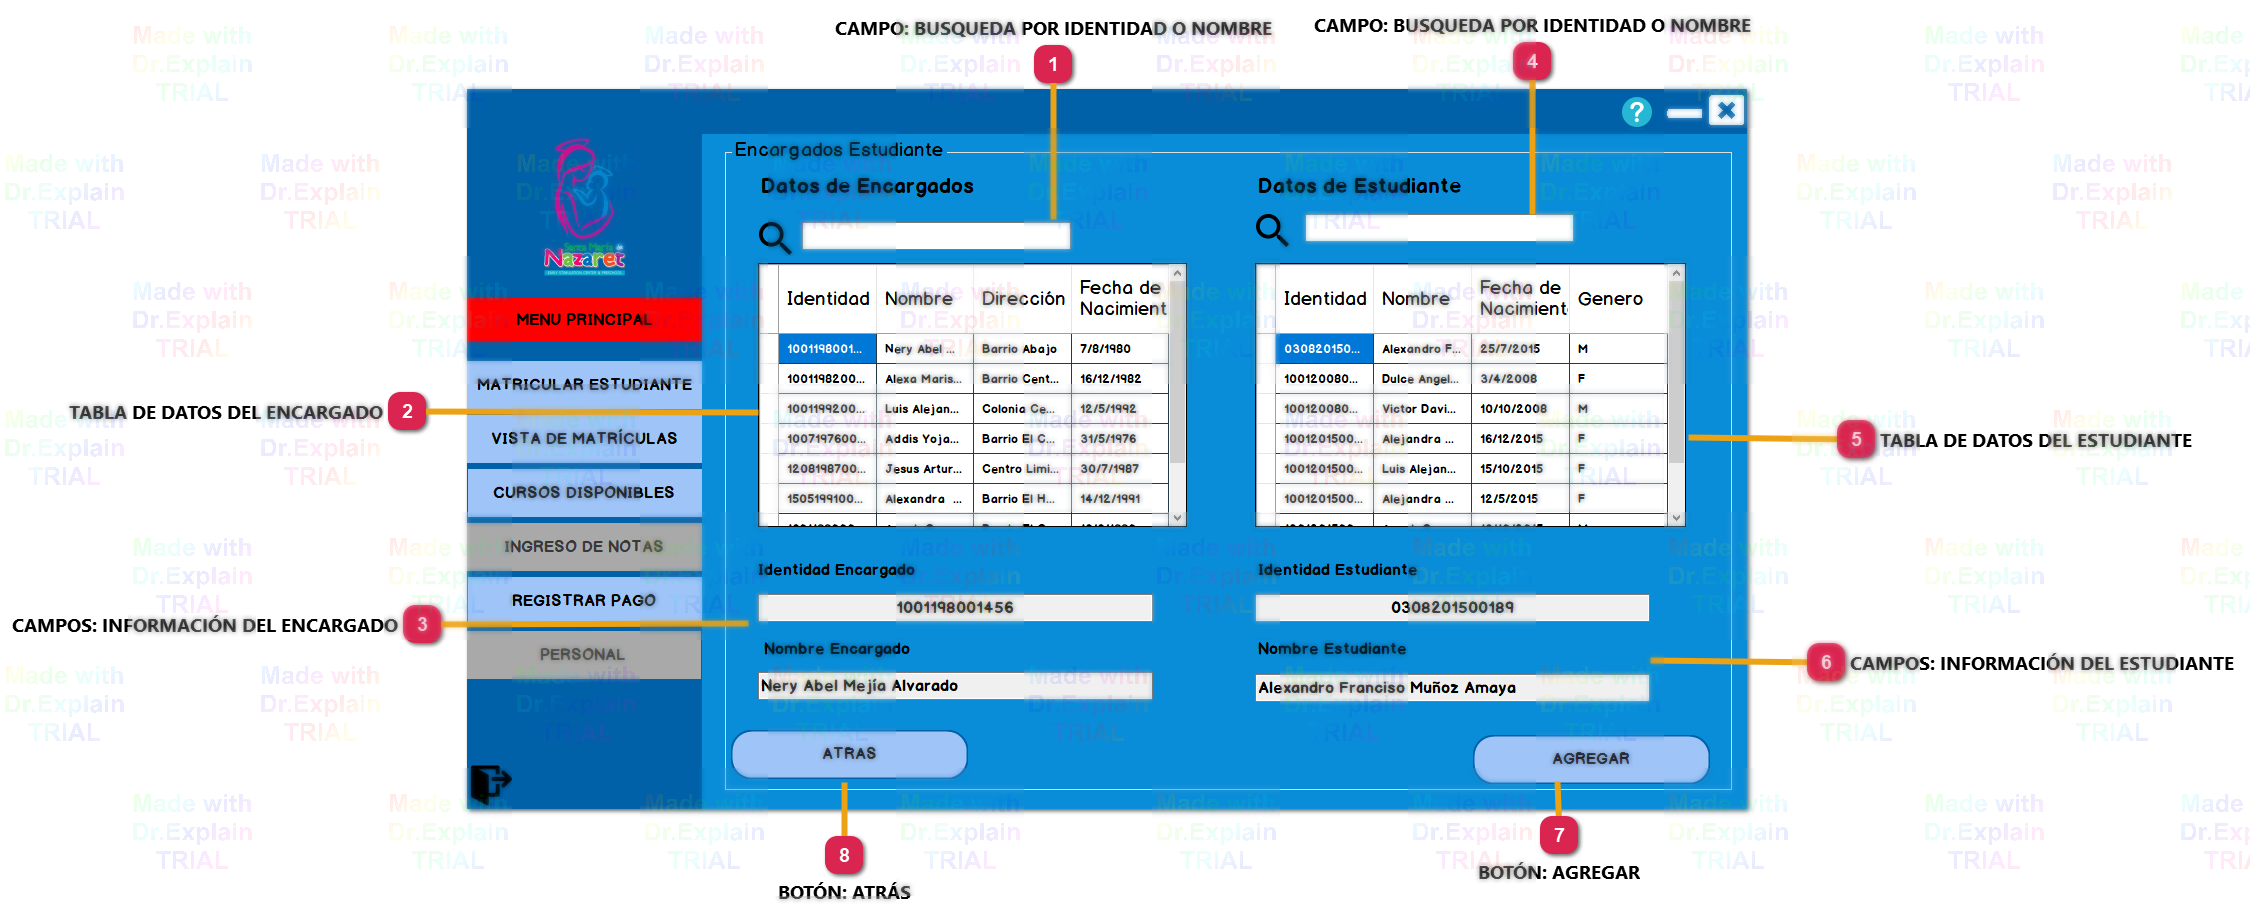 CAMPO: BUSQUEDA POR IDENTIDAD O NOMBRE
1
CAMPO: BUSQUEDA POR IDENTIDAD O NOMBRE
4
?
Santa María de
Nazaret
MENU PRINCIPAL
MATRICULAR ESTUDIANTE
VISTA DE MATRÍCULAS
CURSOS DISPONIBLES
INGRESO DE NOTAS
REGISTRAR PAGO
PERSONAL
TABLA DE DATOS DEL ENCARGADO 2
CAMPOS: INFORMACIÓN DEL ENCARGADO 3
Encargados Estudiante
Datos de Encargados
Identidad Nombre Dirección Fecha de Nacimient
1001198001... Nery Abel ... Barrio Abajo 7/8/1980
1001198200... Alexa Maris... Barrio Cent... 16/12/1982
1001199200... Luis Alejan... Colonia Ce... 12/5/1992
1007197600... Addis Yoja... Barrio El C... 31/5/1976
1208198700... Jesus Artur... Centro Limi... 30/7/1987
1505199100... Alexandra ... Barrio El H... 14/12/1991
Identidad Encargado
1001198001456
Nombre Encargado
Nery Abel Mejía Alvarado
ATRAS
8
BOTÓN: ATRÁS
Datos de Estudiante
Identidad Nombre Fecha de Nacimient Genero
030820150... Alexandro F... 25/7/2015 M
100120080... Dulce Angel... 3/4/2008 F
100120080... Victor Davi... 10/10/2008 M
1001201500... Alejandra ... 16/12/2015 F
1001201500... Luis Alejan... 15/10/2015 F
1001201500... Alejandra ... 12/5/2015 F
Identidad Estudiante
0308201500189
Nombre Estudiante
Alexandro Franciso Muñoz Amaya
AGREGAR
7
BOTÓN: AGREGAR
5 TABLA DE DATOS DEL ESTUDIANTE
6 CAMPOS: INFORMACIÓN DEL ESTUDIANTE
Made with
Dr.Explain
TRIAL